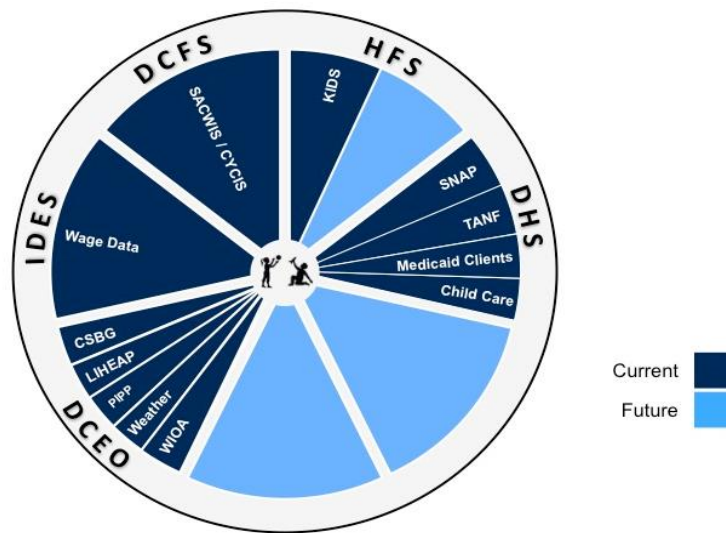 DCFS
HFS
SACWIS / CYCIS
KIDS
IDES
DHS
Wage Data
SNAP
TANF
Medicaid Clients
Child Care
CSBG
LIHEAP
PIPP
Weather
WIOA
DCEO
Current
Future